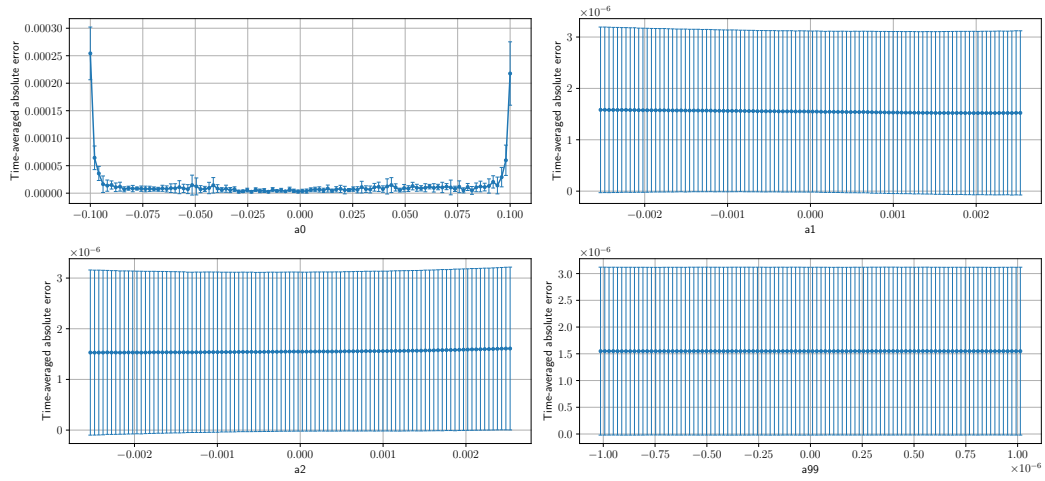 Time-averaged absolute error
0.00030
0.00025
0.00020
0.00015
0.00010
0.00005
0.00000
−0.100 −0.075 −0.050 −0.025 0.000 0.025 0.050 0.075 0.100
a0
×10⁻⁶
Time-averaged absolute error
3
2
1
0
−0.002 −0.001 0.000 0.001 0.002
a1
×10⁻⁶
Time-averaged absolute error
3
2
1
0
−0.002 −0.001 0.000 0.001 0.002
a2
×10⁻⁶
Time-averaged absolute error
3.0
2.5
2.0
1.5
1.0
0.5
0.0
−1.00 −0.75 −0.50 −0.25 0.00 0.25 0.50 0.75 1.00
×10⁻⁶
a99